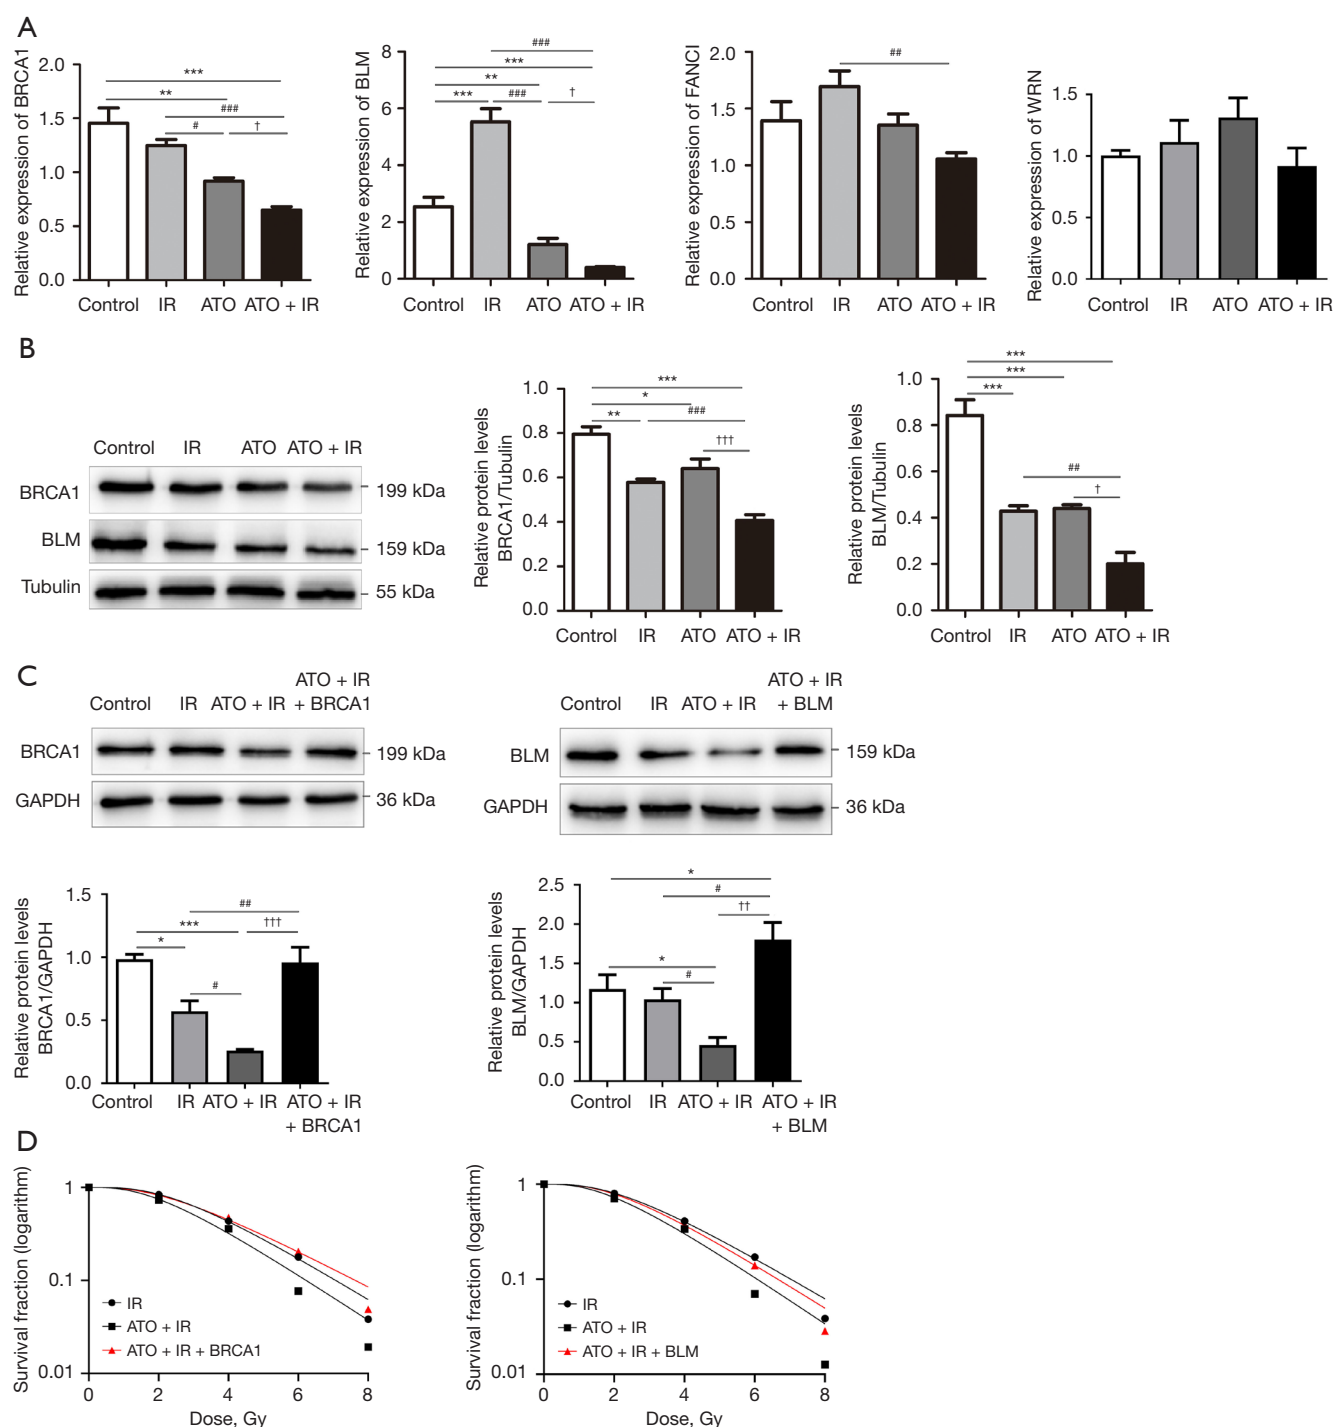 A
Relative expression of BRCA1
2.0
1.5
1.0
0.5
0.0
***
**
###
#
†
Control IR ATO ATO + IR
Relative expression of BLM
8
6
4
2
0
###
***
**
***
###
†
Control IR ATO ATO + IR
Relative expression of FANCI
2.0
1.5
1.0
0.5
0.0
##
Control IR ATO ATO + IR
Relative expression of WRN
1.5
1.0
0.5
0.0
Control IR ATO ATO + IR
B
Control IR ATO ATO + IR
BRCA1 199 kDa
BLM 159 kDa
Tubulin 55 kDa
Relative protein levels
BRCA1/Tubulin
1.0
0.8
0.6
0.4
0.2
0.0
***
*
**
###
†††
Control IR ATO ATO + IR
Relative protein levels
BLM/Tubulin
1.0
0.8
0.6
0.4
0.2
0.0
***
***
***
##
†
Control IR ATO ATO + IR
C
Control IR ATO + IR ATO + IR
+ BRCA1
BRCA1 199 kDa
GAPDH 36 kDa
Control IR ATO + IR ATO + IR
+ BLM
BLM 159 kDa
GAPDH 36 kDa
Relative protein levels
BRCA1/GAPDH
1.5
1.0
0.5
0.0
##
***
†††
*
#
Control IR ATO + IR ATO + IR
+ BRCA1
Relative protein levels
BLM/GAPDH
2.5
2.0
1.5
1.0
0.5
0.0
*
#
††
*
#
Control IR ATO + IR ATO + IR
+ BLM
D
Survival fraction (logarithm)
1
0.1
0.01
IR
ATO + IR
ATO + IR + BRCA1
0 2 4 6 8
Dose, Gy
Survival fraction (logarithm)
1
0.1
0.01
IR
ATO + IR
ATO + IR + BLM
0 2 4 6 8
Dose, Gy